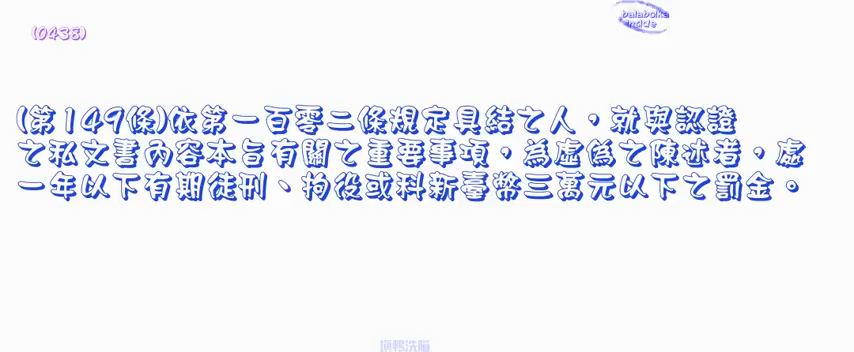 (0438)
balabolka
(第149條)依第一百零二條規定具結之人，就與認證
之私文書內容本旨有關之重要事項，為虛偽之陳述者，處
一年以下有期徒刑、拘役或科新臺幣三萬元以下之罰金。